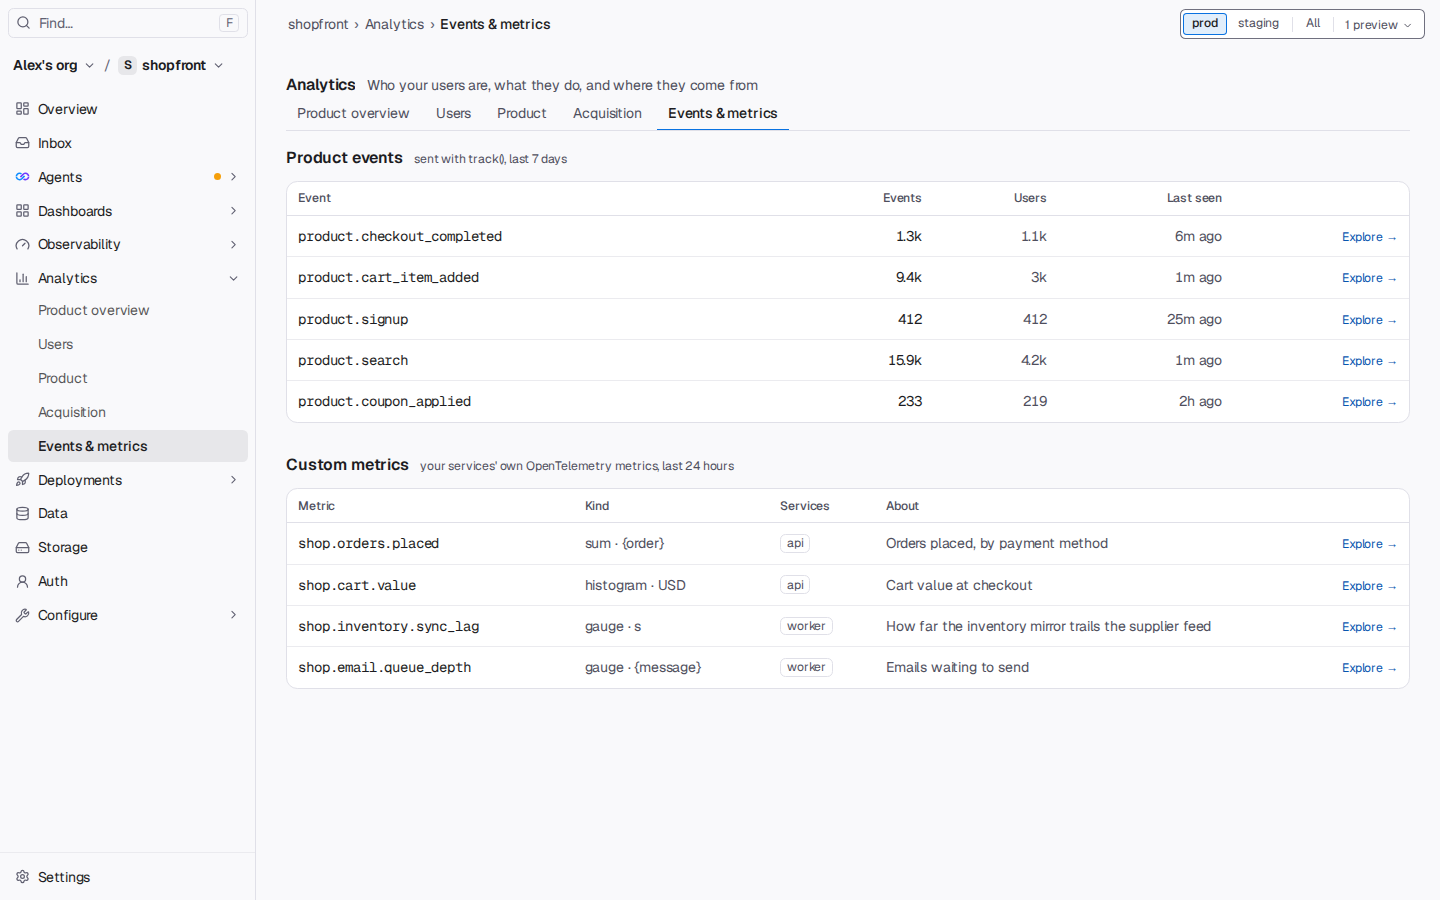 Find...
F
shopfront › Analytics › Events & metrics
prod staging All 1 preview
Alex's org / S shopfront
Overview
Inbox
Agents
Dashboards
Observability
Analytics
Product overview
Users
Product
Acquisition
Events & metrics
Deployments
Data
Storage
Auth
Configure
Settings
Analytics Who your users are, what they do, and where they come from
Product overview Users Product Acquisition Events & metrics
Product events sent with track(), last 7 days
Event Events Users Last seen
product.checkout_completed 1.3k 1.1k 6m ago Explore →
product.cart_item_added 9.4k 3k 1m ago Explore →
product.signup 412 412 25m ago Explore →
product.search 15.9k 4.2k 1m ago Explore →
product.coupon_applied 233 219 2h ago Explore →
Custom metrics your services' own OpenTelemetry metrics, last 24 hours
Metric Kind Services About
shop.orders.placed sum · {order} api Orders placed, by payment method Explore →
shop.cart.value histogram · USD api Cart value at checkout Explore →
shop.inventory.sync_lag gauge · s worker How far the inventory mirror trails the supplier feed Explore →
shop.email.queue_depth gauge · {message} worker Emails waiting to send Explore →